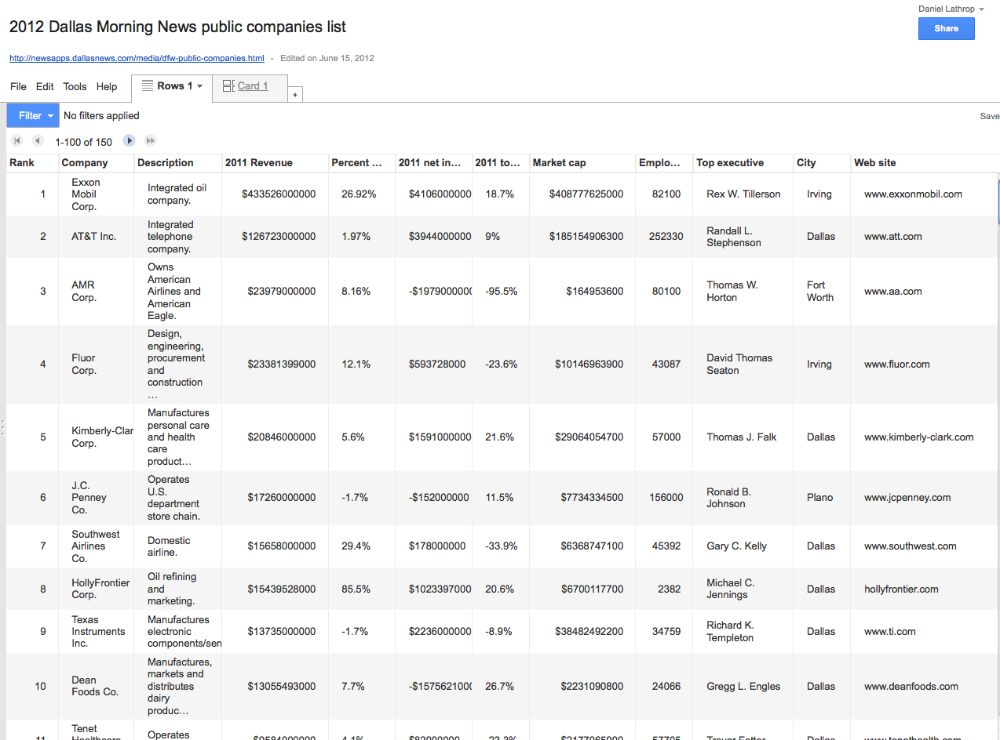 Daniel Lathrop
2012 Dallas Morning News public companies list
Share
http://newsapps.dallasnews.com/media/dfw-public-companies.html - Edited on June 15, 2012
File Edit Tools Help Rows 1 Card 1 +
Filter No filters applied Save
1-100 of 150
Rank Company Description 2011 Revenue Percent ... 2011 net in... 2011 to... Market cap Emplo... Top executive City Web site
1 Exxon Mobil Corp. Integrated oil company. $433526000000 26.92% $4106000000 18.7% $408777625000 82100 Rex W. Tillerson Irving www.exxonmobil.com
2 AT&T Inc. Integrated telephone company. $126723000000 1.97% $3944000000 9% $185154906300 252330 Randall L. Stephenson Dallas www.att.com
3 AMR Corp. Owns American Airlines and American Eagle. $23979000000 8.16% -$1979000000 -95.5% $164953600 80100 Thomas W. Horton Fort Worth www.aa.com
4 Fluor Corp. Design, engineering, procurement and construction ... $23381399000 12.1% $593728000 -23.6% $10146963900 43087 David Thomas Seaton Irving www.fluor.com
5 Kimberly-Clar Corp. Manufactures personal care and health care product... $20846000000 5.6% $1591000000 21.6% $29064054700 57000 Thomas J. Falk Dallas www.kimberly-clark.com
6 J.C. Penney Co. Operates U.S. department store chain. $17260000000 -1.7% -$152000000 11.5% $7734334500 156000 Ronald B. Johnson Plano www.jcpenney.com
7 Southwest Airlines Co. Domestic airline. $15658000000 29.4% $178000000 -33.9% $6368747100 45392 Gary C. Kelly Dallas www.southwest.com
8 HollyFrontier Corp. Oil refining and marketing. $15439528000 85.5% $1023397000 20.6% $6700117700 2382 Michael C. Jennings Dallas hollyfrontier.com
9 Texas Instruments Inc. Manufactures electronic components/sen $13735000000 -1.7% $2236000000 -8.9% $38482492200 34759 Richard K. Templeton Dallas www.ti.com
10 Dean Foods Co. Manufactures, markets and distributes dairy produc... $13055493000 7.7% -$1575621000 26.7% $2231090800 24066 Gregg L. Engles Dallas www.deanfoods.com
11 Tenet Healthcare Operates Dallas www.tenethealth.com